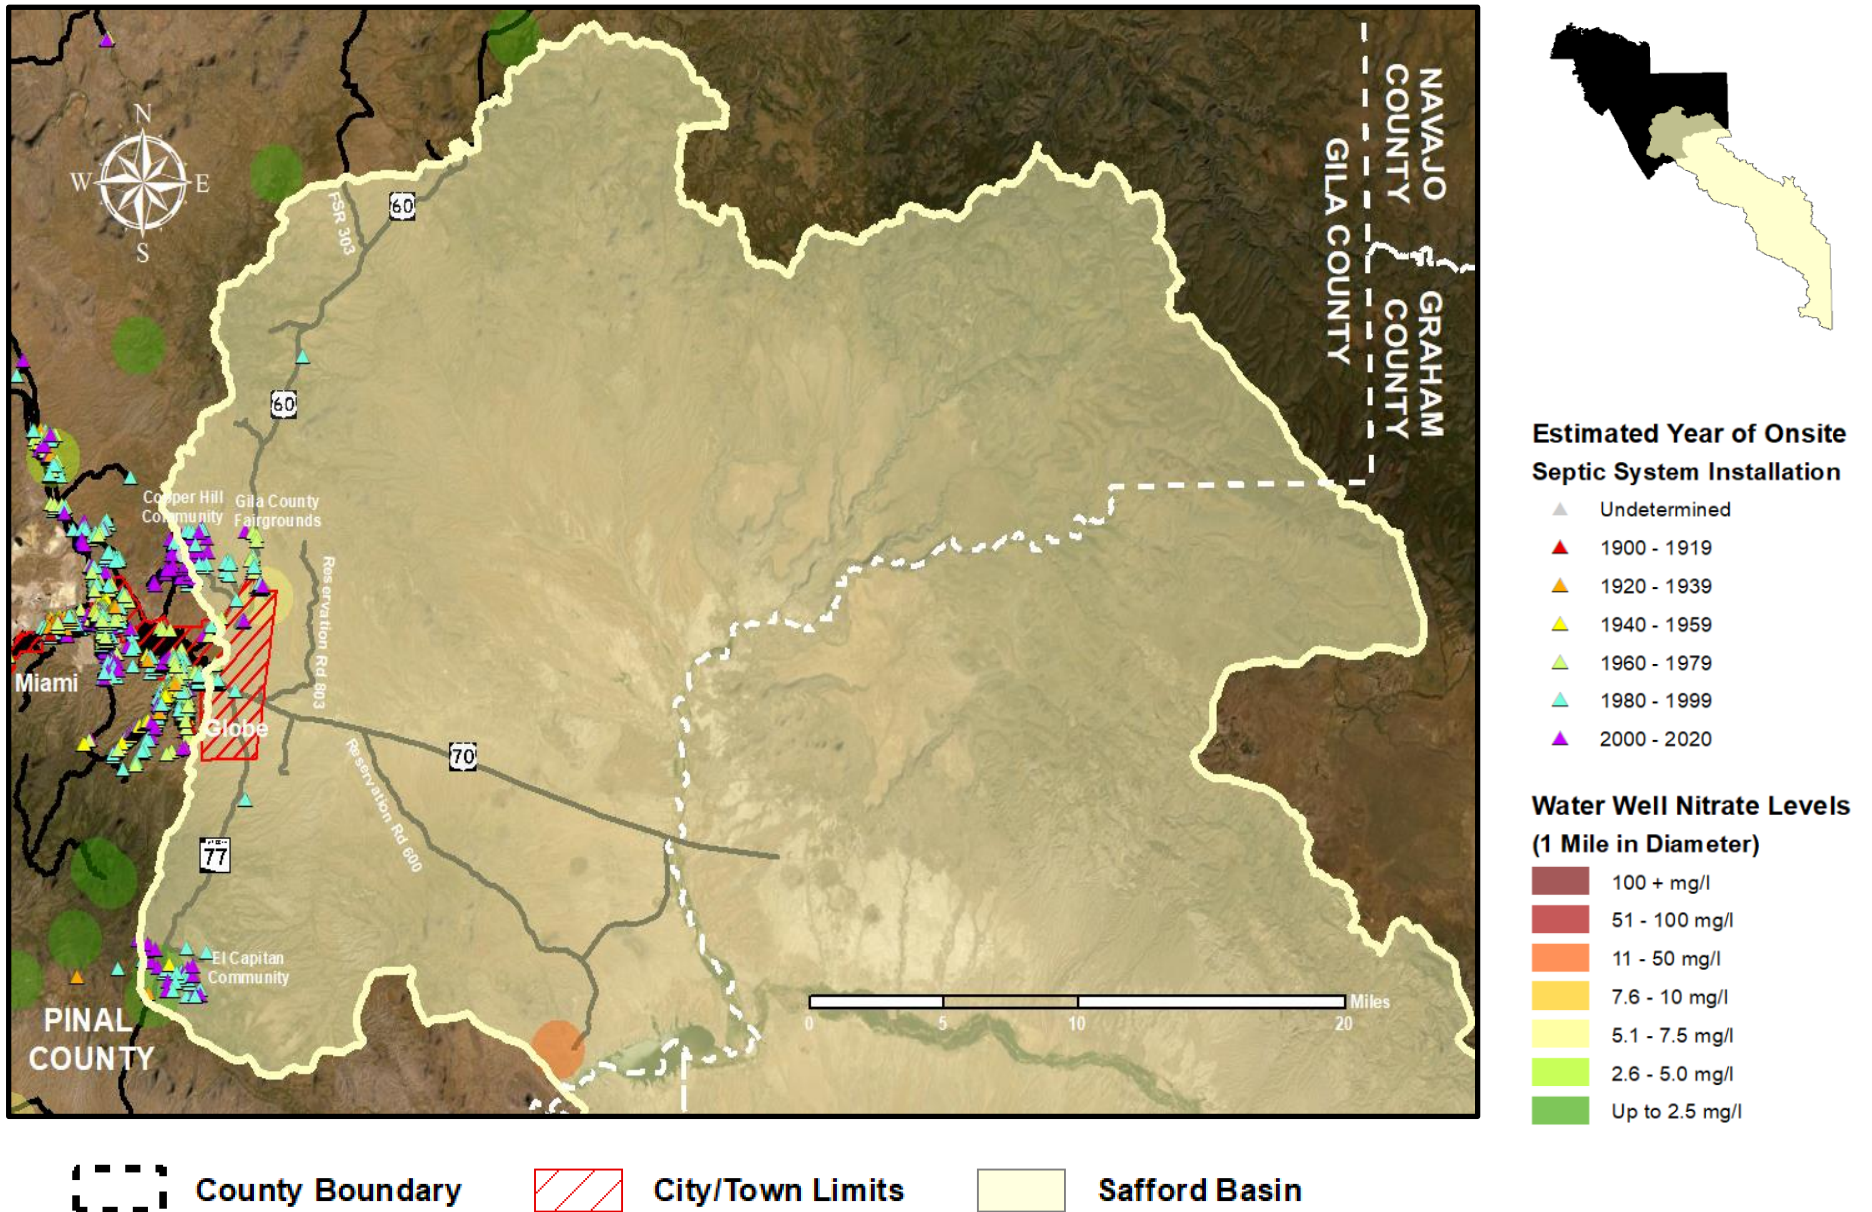 N
W
E
S
NAVAJO
COUNTY
GILA COUNTY
GRAHAM
COUNTY
FSR 303
60
60
Copper Hill
Community
Gila County
Fairgrounds
Reservation Rd 803
Miami
Globe
70
Reservation Rd 600
77
El Capitan
Community
PINAL
COUNTY
Miles
0
5
10
20
Estimated Year of Onsite
Septic System Installation
Undetermined
1900 - 1919
1920 - 1939
1940 - 1959
1960 - 1979
1980 - 1999
2000 - 2020
Water Well Nitrate Levels
(1 Mile in Diameter)
100 + mg/l
51 - 100 mg/l
11 - 50 mg/l
7.6 - 10 mg/l
5.1 - 7.5 mg/l
2.6 - 5.0 mg/l
Up to 2.5 mg/l
County Boundary
City/Town Limits
Safford Basin